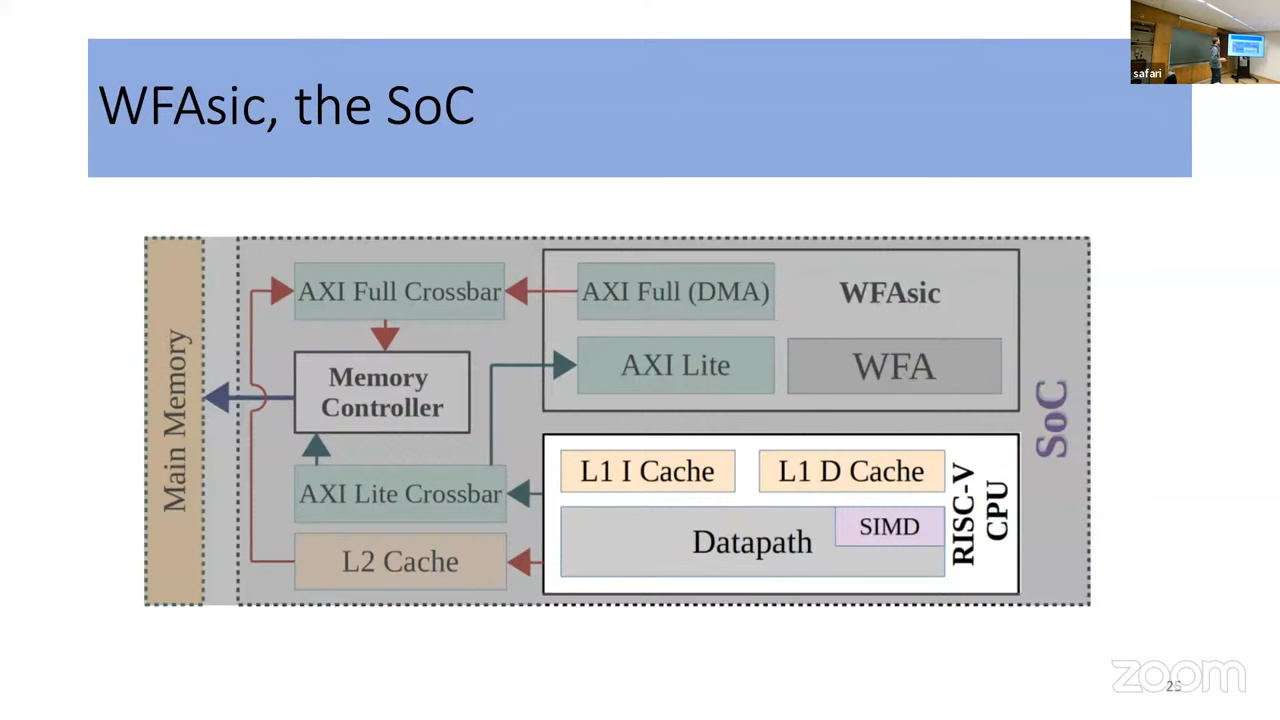 safari
WFAsic, the SoC
Main Memory
AXI Full Crossbar
AXI Full (DMA)
WFAsic
Memory
Controller
AXI Lite
WFA
SoC
AXI Lite Crossbar
L2 Cache
L1 I Cache
L1 D Cache
Datapath
SIMD
RISC-V
CPU
zoom